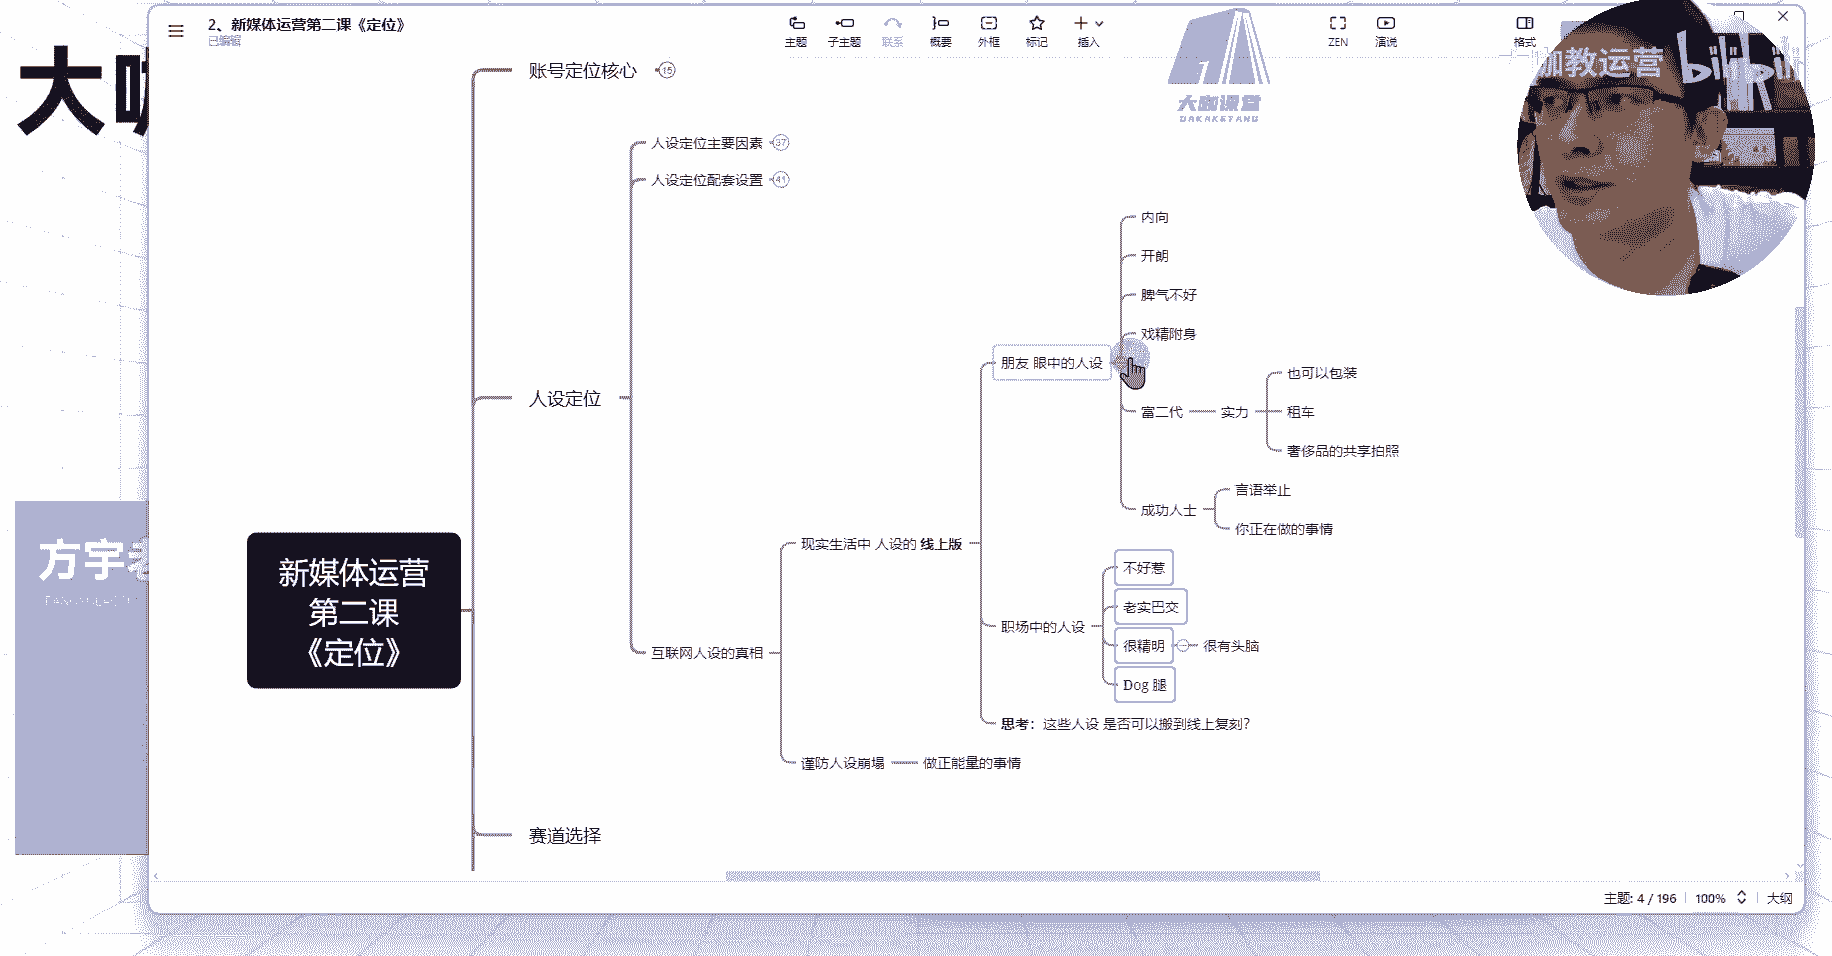 2、新媒体运营第二课《定位》
已编辑
主题
子主题
联系
概要
外框
标记
插入
ZEN
演说
格式
大咖课堂
DAKAKETANG
咖教运营
bilibili
大
方宇
账号定位核心
15
人设定位主要因素
37
人设定位配套设置
41
内向
开朗
脾气不好
戏精附身
朋友 眼中的人设
也可以包装
富二代
实力
租车
奢侈品的共享拍照
人设定位
言语举止
成功人士
你正在做的事情
现实生活中 人设的 线上版
不好惹
新媒体运营
第二课
《定位》
老实巴交
职场中的人设
很精明
很有头脑
互联网人设的真相
Dog 腿
思考：这些人设 是否可以搬到线上复刻？
谨防人设崩塌
做正能量的事情
赛道选择
主题: 4 / 196
100%
大纲